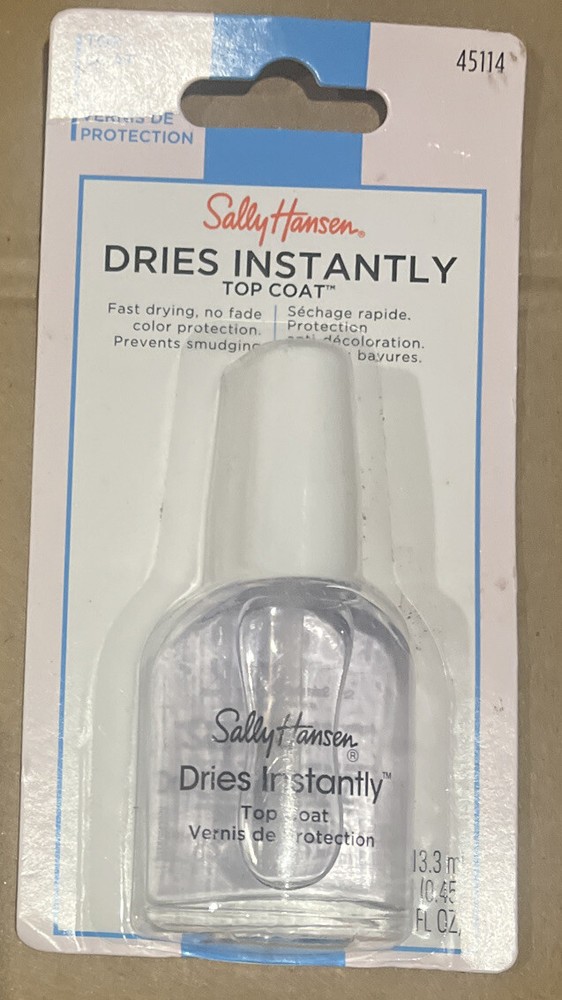 45114
VERNIS DE
PROTECTION
Sally Hansen®
DRIES INSTANTLY
TOP COAT™
Fast drying, no fade
color protection.
Prevents smudging
Séchage rapide.
Protection
anti-décoloration.
bavures.
Sally Hansen®
Dries Instantly™
Top Coat
Vernis de Protection
13.3 m
(0.45
FL OZ.